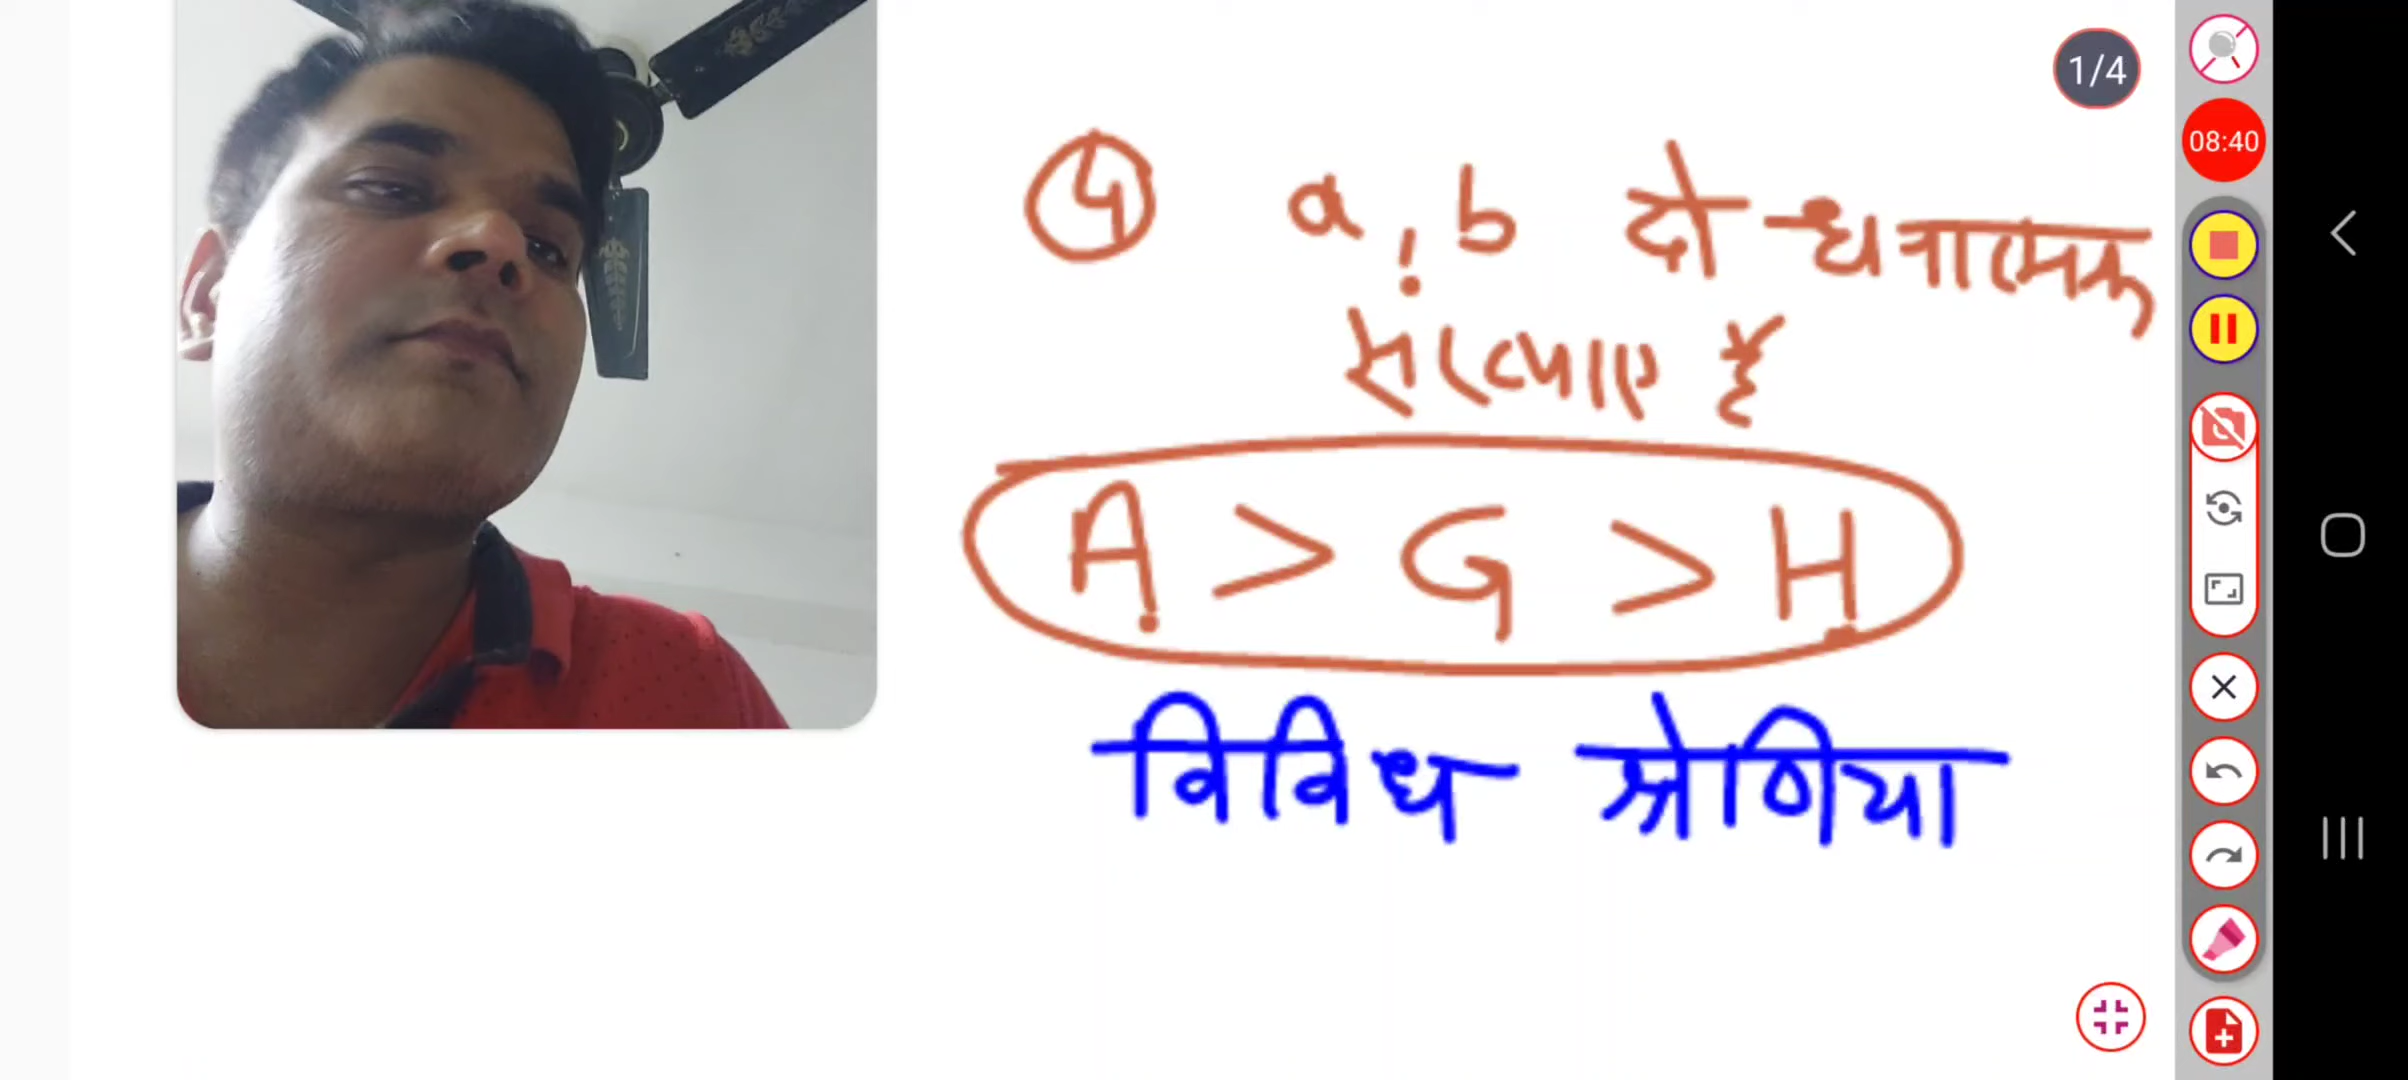 1/4
08:40
④ a, b दो धनात्मक
संख्याए है
A > G > H
विविध श्रेणिया